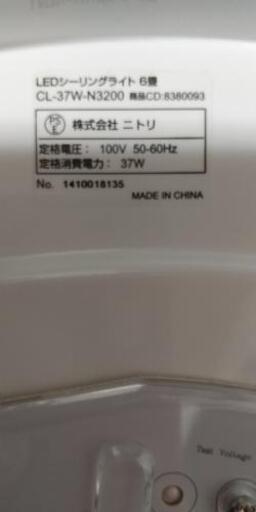 LEDシーリングライト 6畳
CL-37W-N3200 商品CD:8380093
PSE 株式会社 ニトリ
定格電圧： 100V 50-60Hz
定格消費電力： 37W
No. 1410018135
MADE IN CHINA
Test Voltage